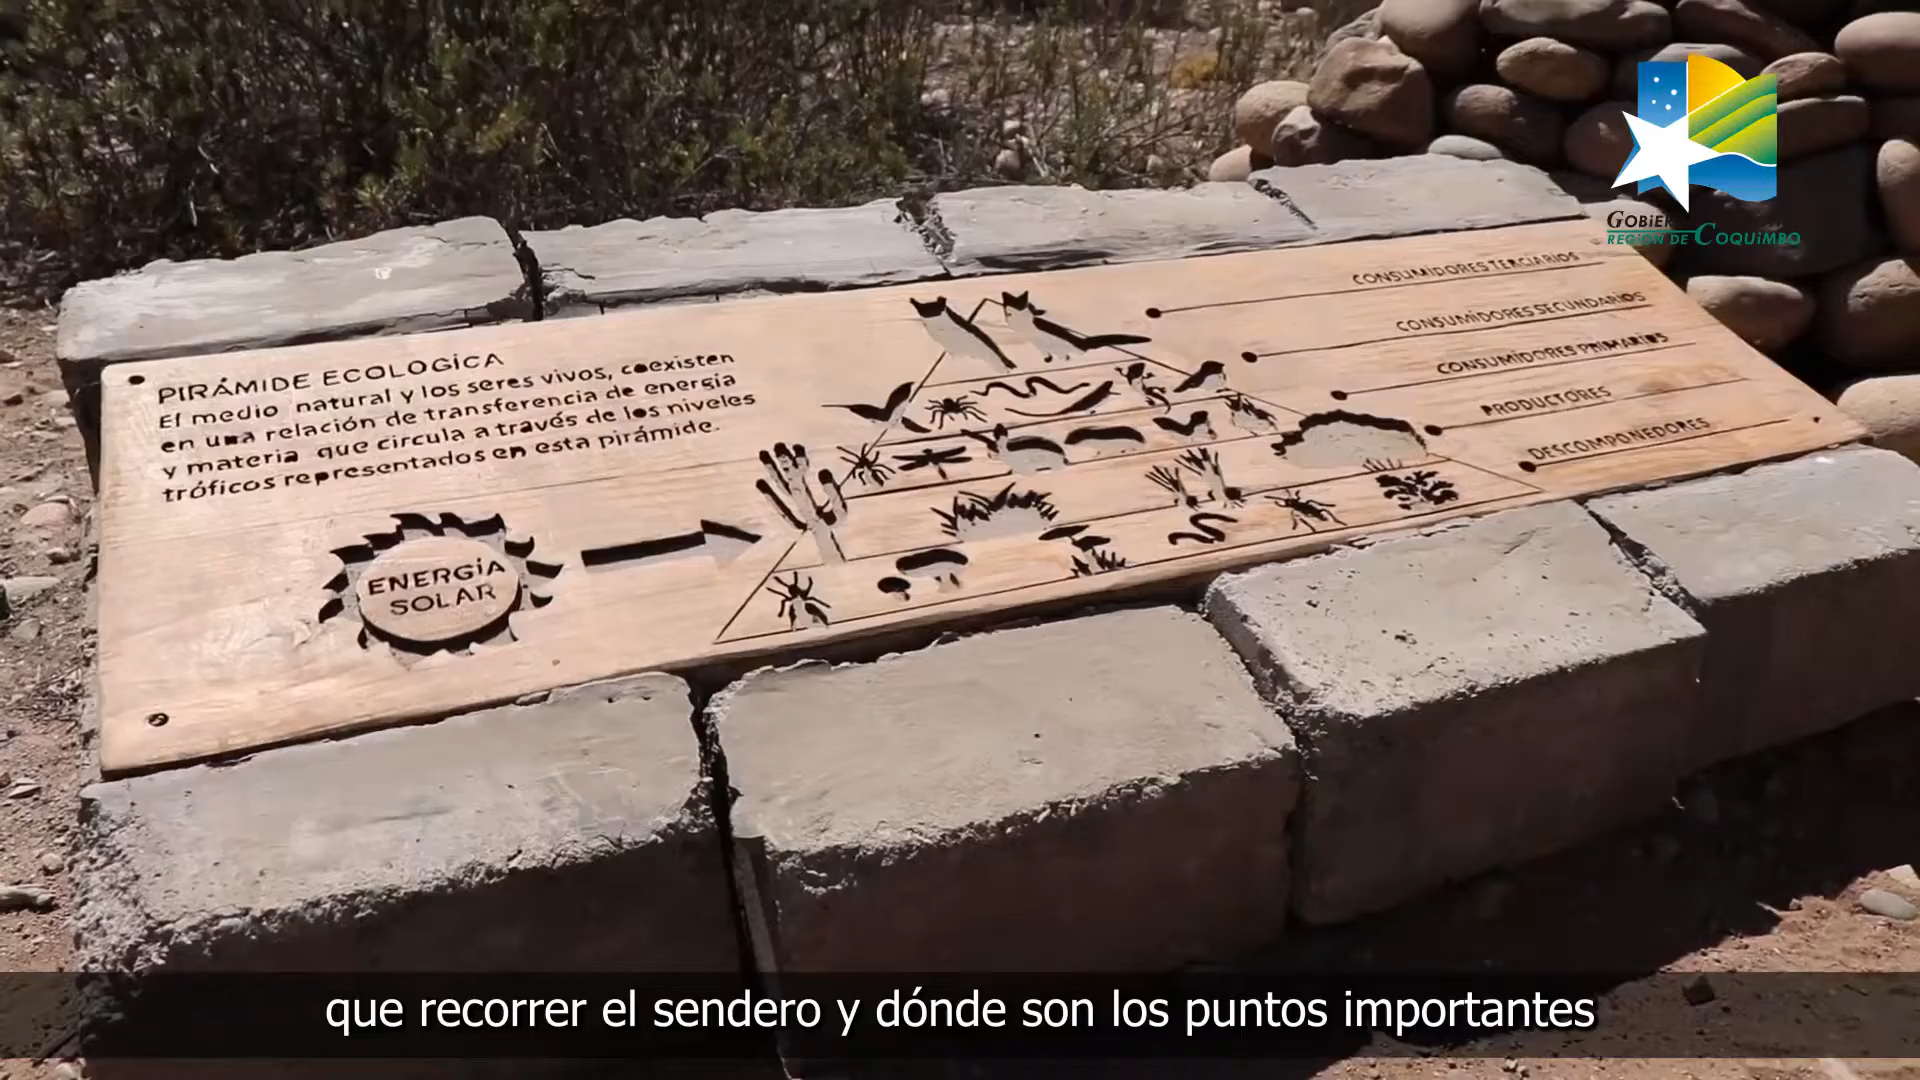 GOBIER
REGIÓN DE COQUIMBO
PIRÁMIDE ECOLOGICA
El medio natural y los seres vivos, coexisten
en una relación de transferencia de energia
y materia que circula a través de los niveles
tróficos representados en esta pirámide.
ENERGÍA
SOLAR
CONSUMIDORES TERCIARIOS
CONSUMIDORES SECUNDARIOS
CONSUMIDORES PRIMARIOS
PRODUCTORES
DESCOMPONEDORES
que recorrer el sendero y dónde son los puntos importantes